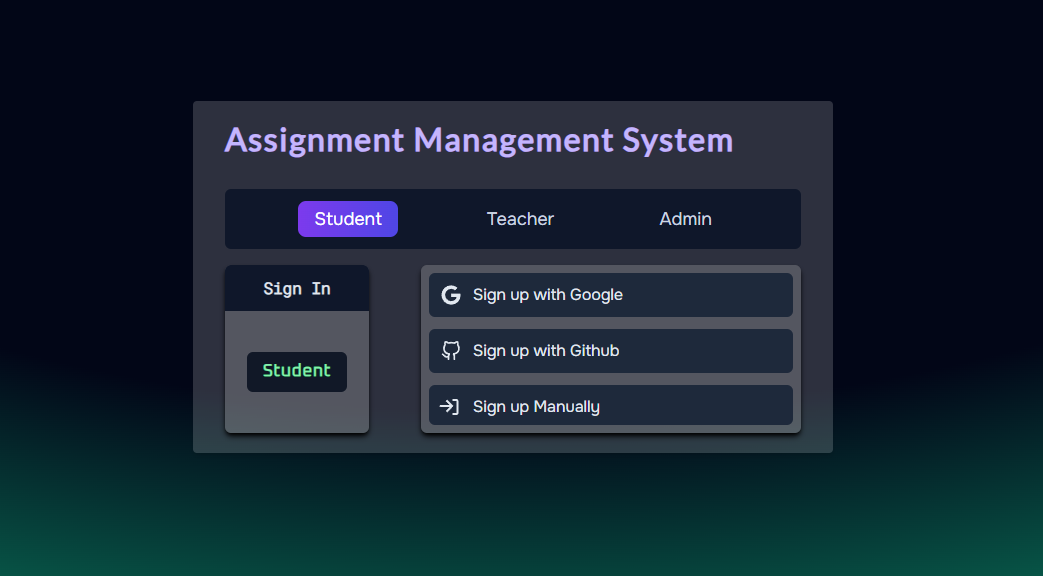 Assignment Management System
Student Teacher Admin
Sign In
Student
Sign up with Google
Sign up with Github
Sign up Manually